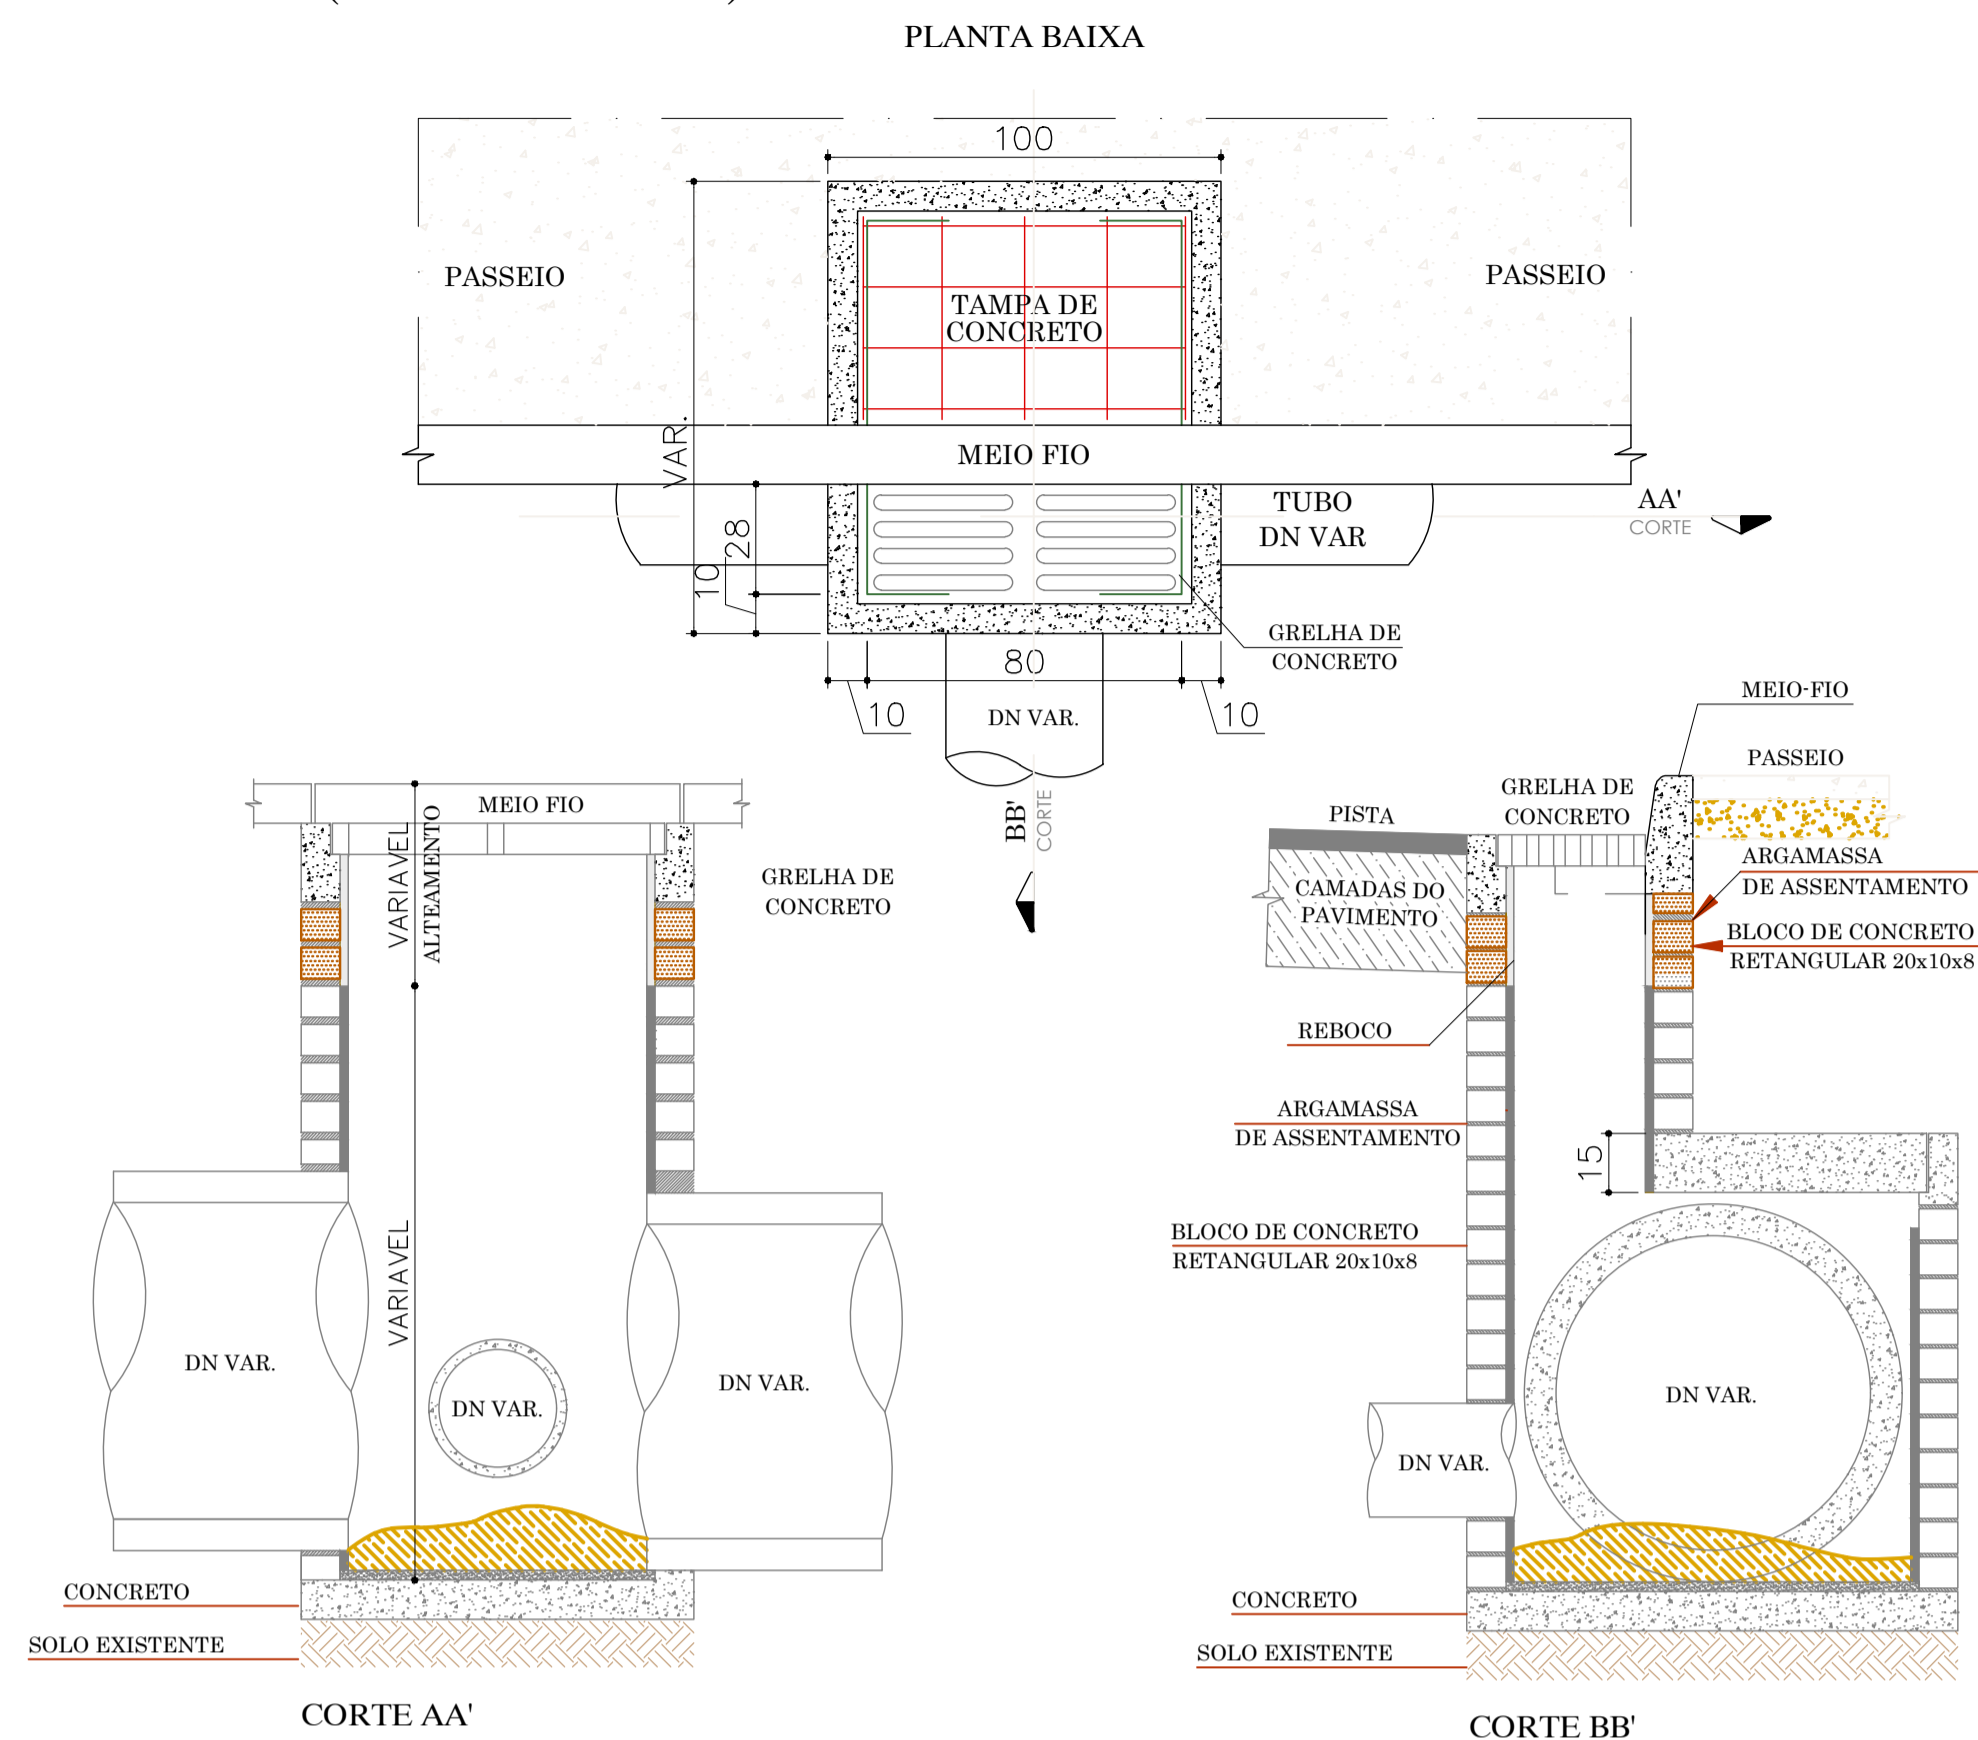 PLANTA BAIXA
100
PASSEIO
PASSEIO
TAMPA DE
CONCRETO
VAR.
MEIO FIO
28
10
TUBO
DN VAR
AA'
CORTE
GRELHA DE
CONCRETO
80
10
10
DN VAR.
BB'
CORTE
MEIO FIO
VARIAVEL
ALTEAMENTO
GRELHA DE
CONCRETO
VARIAVEL
DN VAR.
DN VAR.
DN VAR.
CONCRETO
SOLO EXISTENTE
CORTE AA'
MEIO-FIO
PASSEIO
GRELHA DE
CONCRETO
PISTA
CAMADAS DO
PAVIMENTO
ARGAMASSA
DE ASSENTAMENTO
BLOCO DE CONCRETO
RETANGULAR 20x10x8
REBOCO
ARGAMASSA
DE ASSENTAMENTO
15
BLOCO DE CONCRETO
RETANGULAR 20x10x8
DN VAR.
DN VAR.
CONCRETO
SOLO EXISTENTE
CORTE BB'